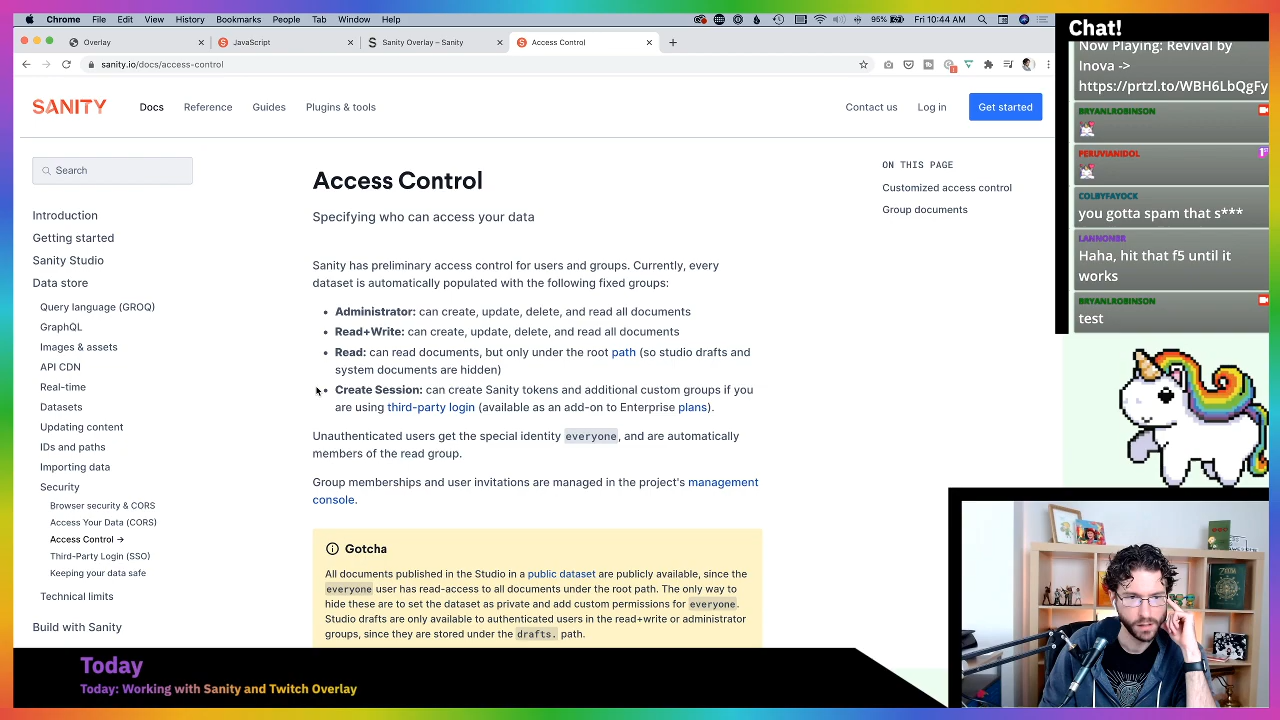 Chrome File Edit View History Bookmarks People Tab Window Help 96% Fri 10:44 AM
Overlay JavaScript Sanity Overlay – Sanity Access Control
sanity.io/docs/access-control
SANITY Docs Reference Guides Plugins & tools Contact us Log in Get started
Search
Introduction
Getting started
Sanity Studio
Data store
Query language (GROQ)
GraphQL
Images & assets
API CDN
Real-time
Datasets
Updating content
IDs and paths
Importing data
Security
Browser security & CORS
Access Your Data (CORS)
Access Control →
Third-Party Login (SSO)
Keeping your data safe
Technical limits
Build with Sanity
Access Control
Specifying who can access your data
Sanity has preliminary access control for users and groups. Currently, every
dataset is automatically populated with the following fixed groups:
• Administrator: can create, update, delete, and read all documents
• Read+Write: can create, update, delete, and read all documents
• Read: can read documents, but only under the root path (so studio drafts and
system documents are hidden)
• Create Session: can create Sanity tokens and additional custom groups if you
are using third-party login (available as an add-on to Enterprise plans).
Unauthenticated users get the special identity everyone, and are automatically
members of the read group.
Group memberships and user invitations are managed in the project's management
console.
Gotcha
All documents published in the Studio in a public dataset are publicly available, since the
everyone user has read-access to all documents under the root path. The only way to
hide these are to set the dataset as private and add custom permissions for everyone.
Studio drafts are only available to authenticated users in the read+write or administrator
groups, since they are stored under the drafts. path.
ON THIS PAGE
Customized access control
Group documents
Chat!
Now Playing: Revival by
Inova ->
https://prtzl.to/WBH6LbQgFy
BRYANLROBINSON
PERUVIANIDOL
COLBYFAYOCK
you gotta spam that s***
LANNONBR
Haha, hit that f5 until it
works
BRYANLROBINSON
test
Today
Today: Working with Sanity and Twitch Overlay